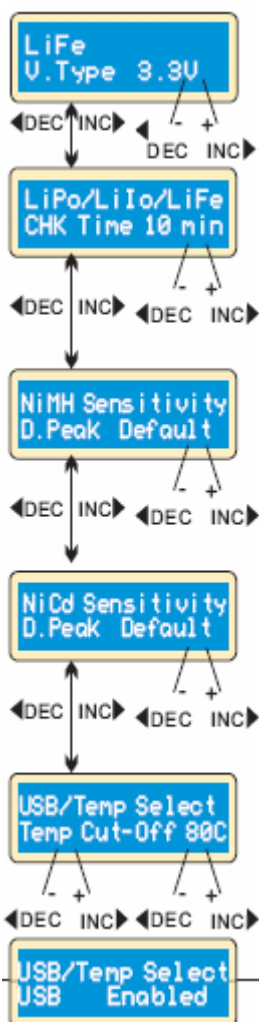 LiFe
V.Type 3.3V
◀DEC INC▶ ◀ - +
DEC INC▶
LiPo/LiIo/LiFe
CHK Time 10 min
- +
◀DEC INC▶ ◀DEC INC▶
NiMH Sensitivity
D.Peak Default
- +
◀DEC INC▶ ◀DEC INC▶
NiCd Sensitivity
D.Peak Default
- +
◀DEC INC▶ ◀DEC INC▶
USB/Temp Select
Temp Cut-Off 80C
- + - +
◀DEC INC▶ ◀DEC INC▶
USB/Temp Select
USB Enabled